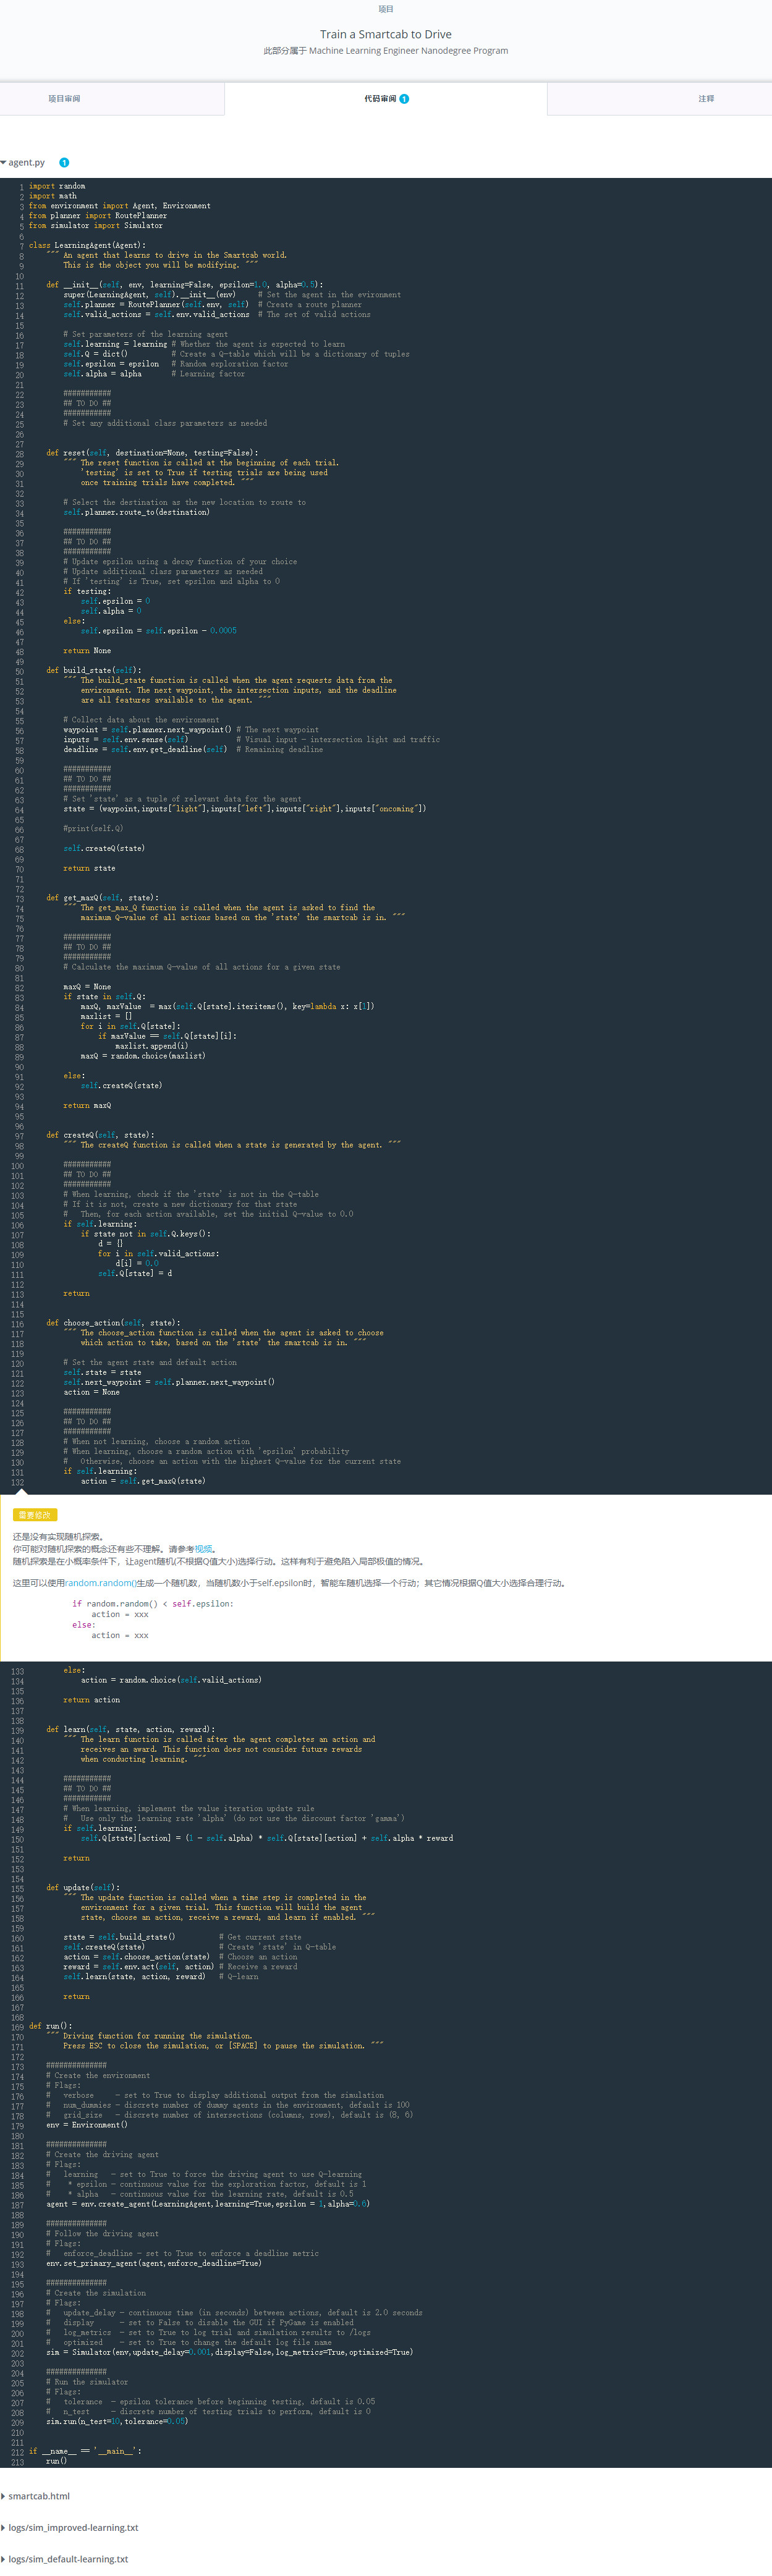 项目
Train a Smartcab to Drive
此部分属于 Machine Learning Engineer Nanodegree Program
项目审阅
代码审阅 1
注释
agent.py 1
1 import random
2 import math
3 from environment import Agent, Environment
4 from planner import RoutePlanner
5 from simulator import Simulator
6
7 class LearningAgent(Agent):
8 """ An agent that learns to drive in the Smartcab world.
9 This is the object you will be modifying. """
10
11 def __init__(self, env, learning=False, epsilon=1.0, alpha=0.5):
12 super(LearningAgent, self).__init__(env) # Set the agent in the evironment
13 self.planner = RoutePlanner(self.env, self) # Create a route planner
14 self.valid_actions = self.env.valid_actions # The set of valid actions
15
16 # Set parameters of the learning agent
17 self.learning = learning # Whether the agent is expected to learn
18 self.Q = dict() # Create a Q-table which will be a dictionary of tuples
19 self.epsilon = epsilon # Random exploration factor
20 self.alpha = alpha # Learning factor
21
22 ###########
23 ## TO DO ##
24 ###########
25 # Set any additional class parameters as needed
26
27
28 def reset(self, destination=None, testing=False):
29 """ The reset function is called at the beginning of each trial.
30 'testing' is set to True if testing trials are being used
31 once training trials have completed. """
32
33 # Select the destination as the new location to route to
34 self.planner.route_to(destination)
35
36 ###########
37 ## TO DO ##
38 ###########
39 # Update epsilon using a decay function of your choice
40 # Update additional class parameters as needed
41 # If 'testing' is True, set epsilon and alpha to 0
42 if testing:
43 self.epsilon = 0
44 self.alpha = 0
45 else:
46 self.epsilon = self.epsilon - 0.0005
47
48 return None
49
50 def build_state(self):
51 """ The build_state function is called when the agent requests data from the
52 environment. The next waypoint, the intersection inputs, and the deadline
53 are all features available to the agent. """
54
55 # Collect data about the environment
56 waypoint = self.planner.next_waypoint() # The next waypoint
57 inputs = self.env.sense(self) # Visual input - intersection light and traffic
58 deadline = self.env.get_deadline(self) # Remaining deadline
59
60 ###########
61 ## TO DO ##
62 ###########
63 # Set 'state' as a tuple of relevant data for the agent
64 state = (waypoint,inputs["light"],inputs["left"],inputs["right"],inputs["oncoming"])
65
66 #print(self.Q)
67
68 self.createQ(state)
69
70 return state
71
72
73 def get_maxQ(self, state):
74 """ The get_max_Q function is called when the agent is asked to find the
75 maximum Q-value of all actions based on the 'state' the smartcab is in. """
76
77 ###########
78 ## TO DO ##
79 ###########
80 # Calculate the maximum Q-value of all actions for a given state
81
82 maxQ = None
83 if state in self.Q:
84 maxQ, maxValue = max(self.Q[state].iteritems(), key=lambda x: x[1])
85 maxlist = []
86 for i in self.Q[state]:
87 if maxValue == self.Q[state][i]:
88 maxlist.append(i)
89 maxQ = random.choice(maxlist)
90
91 else:
92 self.createQ(state)
93
94 return maxQ
95
96
97 def createQ(self, state):
98 """ The createQ function is called when a state is generated by the agent. """
99
100 ###########
101 ## TO DO ##
102 ###########
103 # When learning, check if the 'state' is not in the Q-table
104 # If it is not, create a new dictionary for that state
105 # Then, for each action available, set the initial Q-value to 0.0
106 if self.learning:
107 if state not in self.Q.keys():
108 d = {}
109 for i in self.valid_actions:
110 d[i] = 0.0
111 self.Q[state] = d
112
113 return
114
115
116 def choose_action(self, state):
117 """ The choose_action function is called when the agent is asked to choose
118 which action to take, based on the 'state' the smartcab is in. """
119
120 # Set the agent state and default action
121 self.state = state
122 self.next_waypoint = self.planner.next_waypoint()
123 action = None
124
125 ###########
126 ## TO DO ##
127 ###########
128 # When not learning, choose a random action
129 # When learning, choose a random action with 'epsilon' probability
130 # Otherwise, choose an action with the highest Q-value for the current state
131 if self.learning:
132 action = self.get_maxQ(state)
需要修改
还是没有实现随机探索。
你可能对随机探索的概念还有些不理解。请参考视频。
随机探索是在小概率条件下，让agent随机(不根据Q值大小)选择行动。这样有利于避免陷入局部极值的情况。
这里可以使用random.random()生成一个随机数，当随机数小于self.epsilon时，智能车随机选择一个行动；其它情况根据Q值大小选择合理行动。
if random.random() < self.epsilon:
action = xxx
else:
action = xxx
133 else:
134 action = random.choice(self.valid_actions)
135
136 return action
137
138
139 def learn(self, state, action, reward):
140 """ The learn function is called after the agent completes an action and
141 receives an award. This function does not consider future rewards
142 when conducting learning. """
143
144 ###########
145 ## TO DO ##
146 ###########
147 # When learning, implement the value iteration update rule
148 # Use only the learning rate 'alpha' (do not use the discount factor 'gamma')
149 if self.learning:
150 self.Q[state][action] = (1 - self.alpha) * self.Q[state][action] + self.alpha * reward
151
152 return
153
154
155 def update(self):
156 """ The update function is called when a time step is completed in the
157 environment for a given trial. This function will build the agent
158 state, choose an action, receive a reward, and learn if enabled. """
159
160 state = self.build_state() # Get current state
161 self.createQ(state) # Create 'state' in Q-table
162 action = self.choose_action(state) # Choose an action
163 reward = self.env.act(self, action) # Receive a reward
164 self.learn(state, action, reward) # Q-learn
165
166 return
167
168
169 def run():
170 """ Driving function for running the simulation.
171 Press ESC to close the simulation, or [SPACE] to pause the simulation. """
172
173 ##############
174 # Create the environment
175 # Flags:
176 # verbose - set to True to display additional output from the simulation
177 # num_dummies - discrete number of dummy agents in the environment, default is 100
178 # grid_size - discrete number of intersections (columns, rows), default is (8, 6)
179 env = Environment()
180
181 ##############
182 # Create the driving agent
183 # Flags:
184 # learning - set to True to force the driving agent to use Q-learning
185 # * epsilon - continuous value for the exploration factor, default is 1
186 # * alpha - continuous value for the learning rate, default is 0.5
187 agent = env.create_agent(LearningAgent,learning=True,epsilon = 1,alpha=0.6)
188
189 ##############
190 # Follow the driving agent
191 # Flags:
192 # enforce_deadline - set to True to enforce a deadline metric
193 env.set_primary_agent(agent,enforce_deadline=True)
194
195 ##############
196 # Create the simulation
197 # Flags:
198 # update_delay - continuous time (in seconds) between actions, default is 2.0 seconds
199 # display - set to False to disable the GUI if PyGame is enabled
200 # log_metrics - set to True to log trial and simulation results to /logs
201 # optimized - set to True to change the default log file name
202 sim = Simulator(env,update_delay=0.001,display=False,log_metrics=True,optimized=True)
203
204 ##############
205 # Run the simulator
206 # Flags:
207 # tolerance - epsilon tolerance before beginning testing, default is 0.05
208 # n_test - discrete number of testing trials to perform, default is 0
209 sim.run(n_test=10,tolerance=0.05)
210
211
212 if __name__ == '__main__':
213 run()
smartcab.html
logs/sim_improved-learning.txt
logs/sim_default-learning.txt